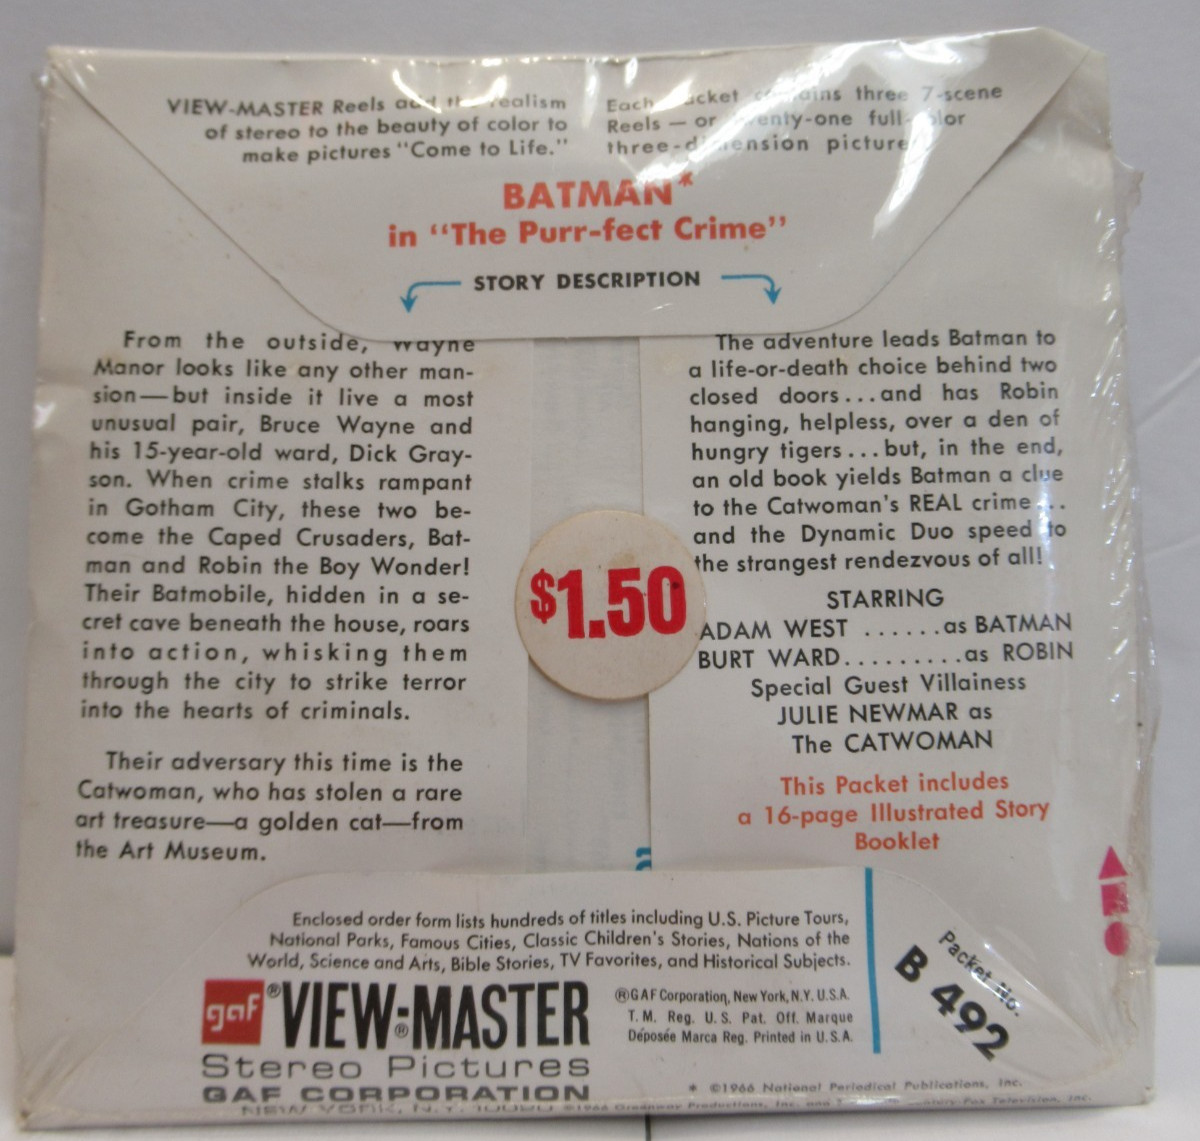 VIEW-MASTER Reels add the realism
of stereo to the beauty of color to
make pictures "Come to Life."
Each packet contains three 7-scene
Reels — or twenty-one full-color
three-dimension pictures
BATMAN*
in "The Purr-fect Crime"
STORY DESCRIPTION
From the outside, Wayne
Manor looks like any other man-
sion—but inside it live a most
unusual pair, Bruce Wayne and
his 15-year-old ward, Dick Gray-
son. When crime stalks rampant
in Gotham City, these two be-
come the Caped Crusaders, Bat-
man and Robin the Boy Wonder!
Their Batmobile, hidden in a se-
cret cave beneath the house, roars
into action, whisking them
through the city to strike terror
into the hearts of criminals.
Their adversary this time is the
Catwoman, who has stolen a rare
art treasure—a golden cat—from
the Art Museum.
The adventure leads Batman to
a life-or-death choice behind two
closed doors...and has Robin
hanging, helpless, over a den of
hungry tigers...but, in the end,
an old book yields Batman a clue
to the Catwoman's REAL crime...
and the Dynamic Duo speed to
the strangest rendezvous of all!
$1.50
STARRING
ADAM WEST ......as BATMAN
BURT WARD.........as ROBIN
Special Guest Villainess
JULIE NEWMAR as
The CATWOMAN
This Packet includes
a 16-page Illustrated Story
Booklet
Enclosed order form lists hundreds of titles including U.S. Picture Tours,
National Parks, Famous Cities, Classic Children's Stories, Nations of the
World, Science and Arts, Bible Stories, TV Favorites, and Historical Subjects.
gaf ® VIEW-MASTER ®
Stereo Pictures
GAF CORPORATION
NEW YORK, N.Y.
®GAF Corporation, New York, N.Y. U.S.A.
T.M. Reg. U.S. Pat. Off. Marque
Déposée Marca Reg. Printed in U.S.A.
Packet No.
B 492
* ©1966 National Periodical Publications, Inc.
©1966 Greenway Productions, Inc. and Fox Television, Inc.